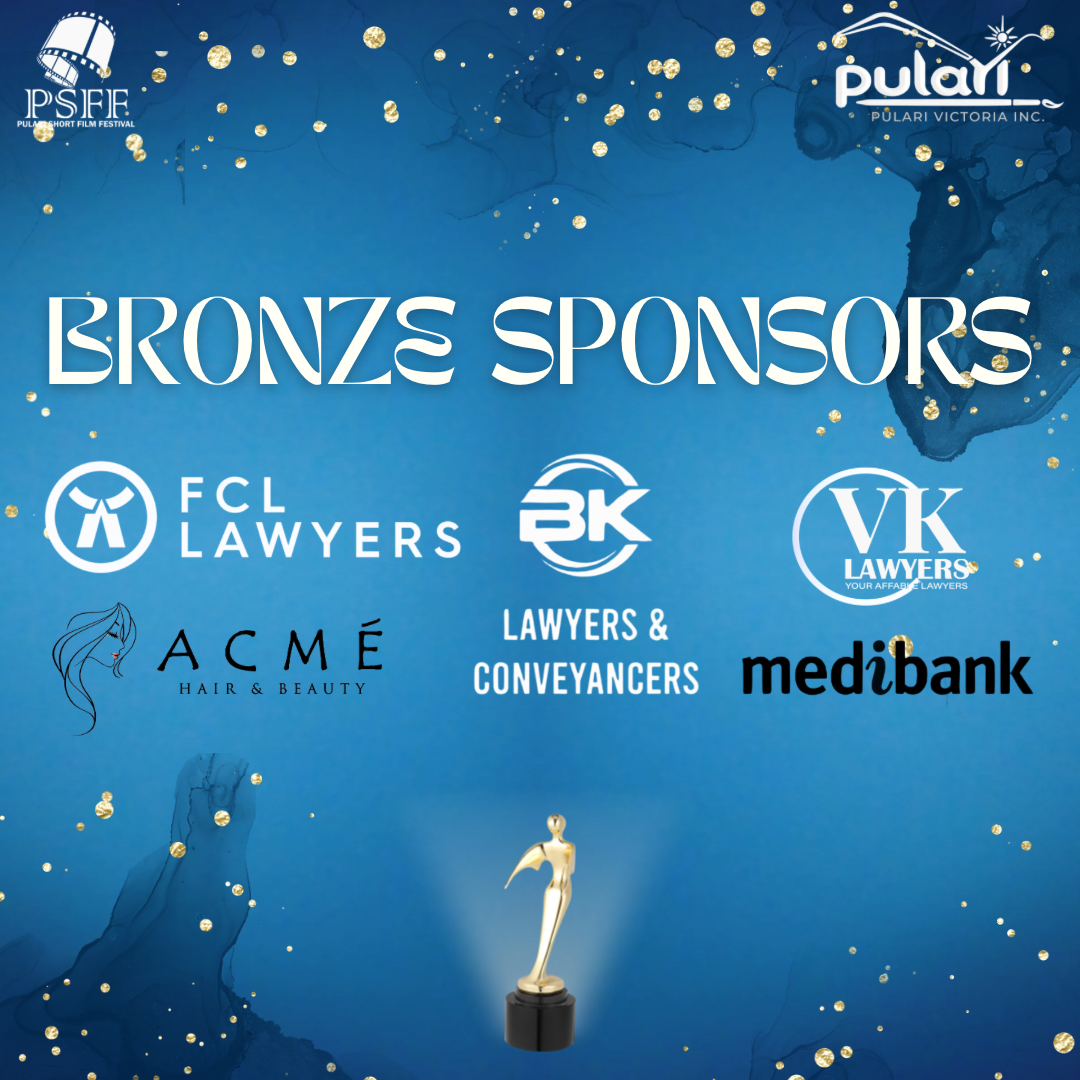 PSFF
PULARI SHORT FILM FESTIVAL
pulari
PULARI VICTORIA INC.
BRONZE SPONSORS
FCL
LAWYERS
BK
LAWYERS &
CONVEYANCERS
VK
LAWYERS
YOUR AFFABLE LAWYERS
ACMÉ
HAIR & BEAUTY
medibank